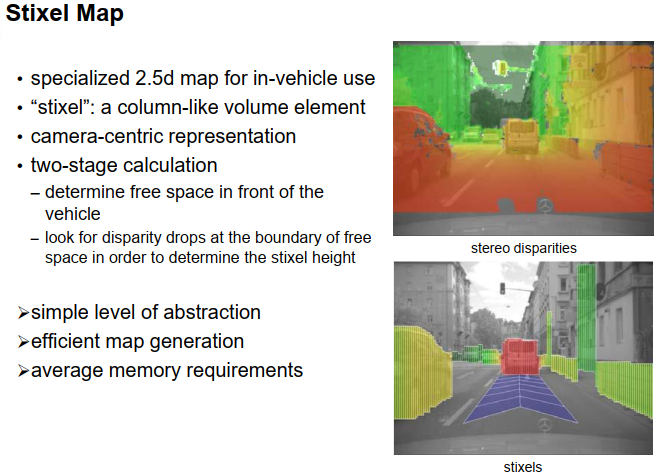 Stixel Map
• specialized 2.5d map for in-vehicle use
• “stixel”: a column-like volume element
• camera-centric representation
• two-stage calculation
– determine free space in front of the
vehicle
– look for disparity drops at the boundary of free
space in order to determine the stixel height
➢simple level of abstraction
➢efficient map generation
➢average memory requirements
stereo disparities
stixels